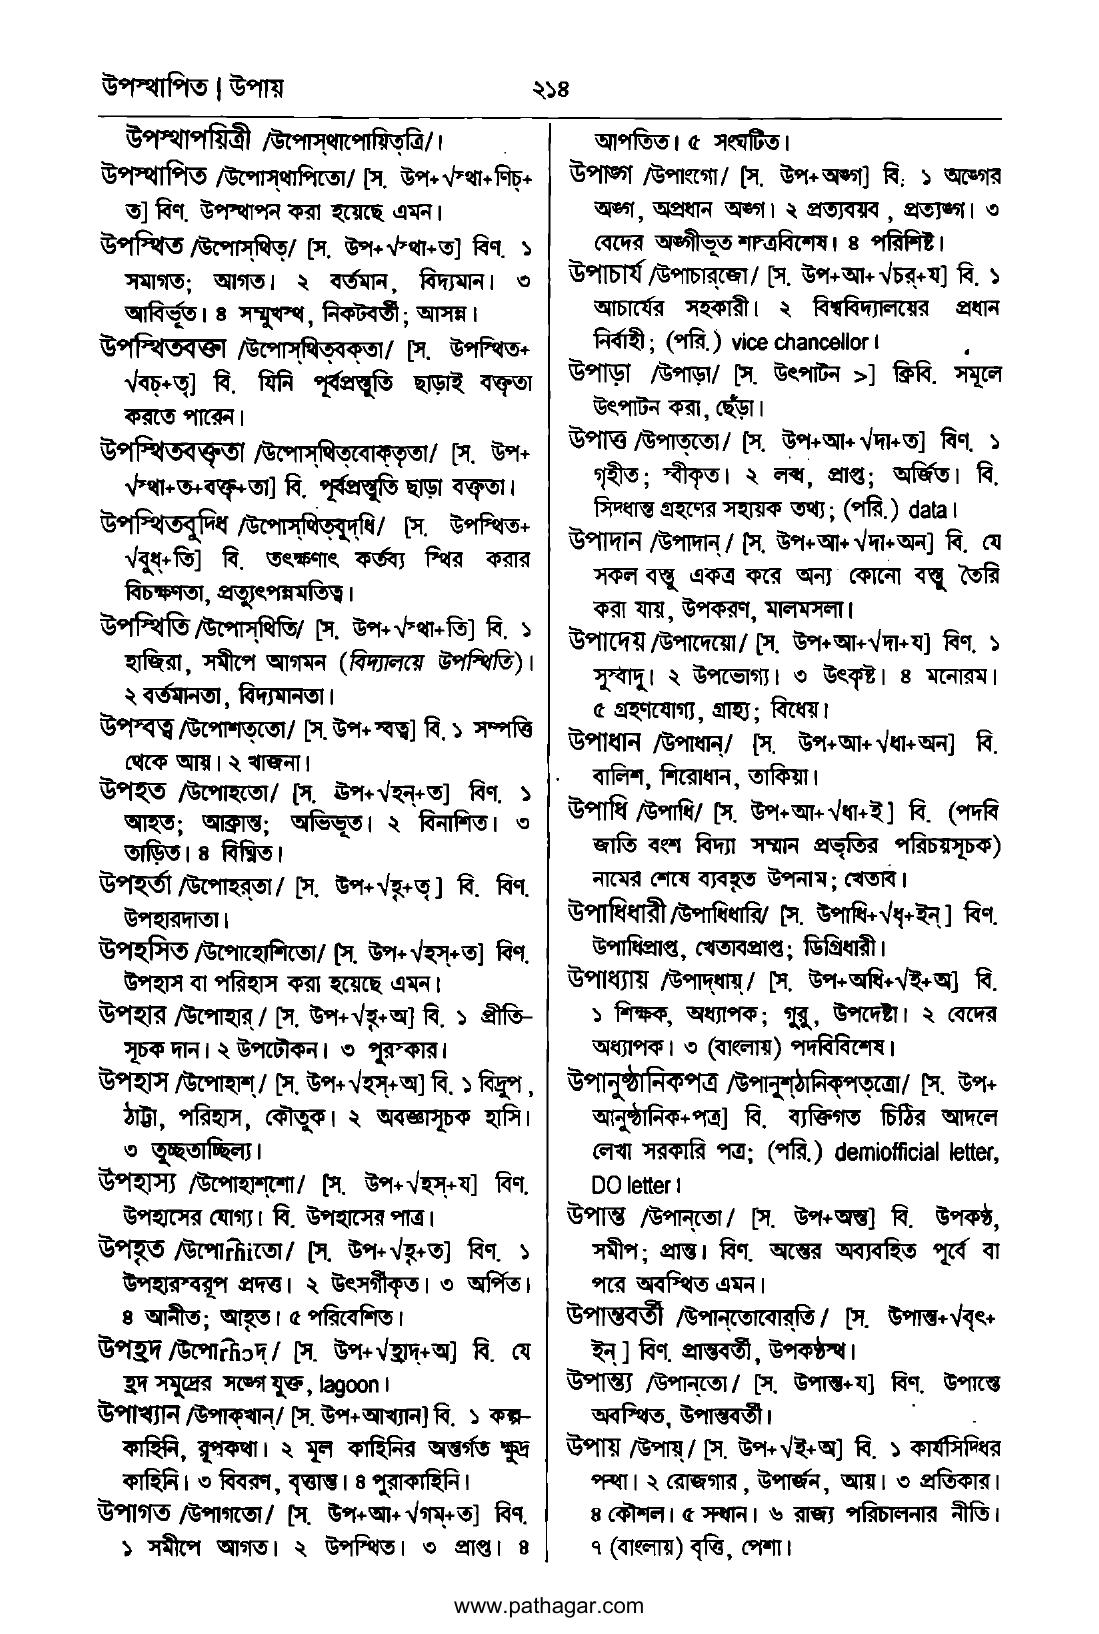 উপস্থাপিত | উপায়
২১৪
উপস্থাপয়িত্রী /উপোস্‌থাপোয়িত্‌ত্রি/।
উপস্থাপিত /উপোস্‌থাপিতো/ [স. উপ+√স্থা+ণিচ্‌+
ত] বিণ. উপস্থাপন করা হয়েছে এমন।
উপস্থিত /উপোস্‌থিত্‌/ [স. উপ+√স্থা+ত] বিণ. ১
সমাগত; আগত। ২ বর্তমান, বিদ্যমান। ৩
আবির্ভূত। ৪ সম্মুখস্থ, নিকটবর্তী; আসন্ন।
উপস্থিতবক্তা /উপোস্‌থিত্‌বক্‌তা/ [স. উপস্থিত+
√বচ্‌+তৃ] বি. যিনি পূর্বপ্রস্তুতি ছাড়াই বক্তৃতা
করতে পারেন।
উপস্থিতবক্তৃতা /উপোস্‌থিত্‌বোক্‌তৃতা/ [স. উপ+
√স্থা+ত+বক্তৃ+তা] বি. পূর্বপ্রস্তুতি ছাড়া বক্তৃতা।
উপস্থিতবুদ্ধি /উপোস্‌থিত্‌বুদ্‌ধি/ [স. উপস্থিত+
√বুধ্‌+তি] বি. তৎক্ষণাৎ কর্তব্য স্থির করার
বিচক্ষণতা, প্রত্যুৎপন্নমতিত্ব।
উপস্থিতি /উপোস্‌থিতি/ [স. উপ+√স্থা+তি] বি. ১
হাজিরা, সমীপে আগমন (বিদ্যালয়ে উপস্থিতি)।
২ বর্তমানতা, বিদ্যমানতা।
উপস্বত্ব /উপোশত্‌তো/ [স. উপ+স্বত্ব] বি. ১ সম্পত্তি
থেকে আয়। ২ খাজনা।
উপহত /উপোহতো/ [স. উপ+√হন্‌+ত] বিণ. ১
আহত; আক্রান্ত; অভিভূত। ২ বিনাশিত। ৩
তাড়িত। ৪ বিঘ্নিত।
উপহর্তা /উপোহর্‌তা/ [স. উপ+√হৃ+তৃ] বি. বিণ.
উপহারদাতা।
উপহসিত /উপোহোশিতো/ [স. উপ+√হস্‌+ত] বিণ.
উপহাস বা পরিহাস করা হয়েছে এমন।
উপহার /উপোহার্‌/ [স. উপ+√হৃ+অ] বি. ১ প্রীতি-
সূচক দান। ২ উপঢৌকন। ৩ পুরস্কার।
উপহাস /উপোহাশ্‌/ [স. উপ+√হস্‌+অ] বি. ১ বিদ্রূপ,
ঠাট্টা, পরিহাস, কৌতুক। ২ অবজ্ঞাসূচক হাসি।
৩ তুচ্ছতাচ্ছিল্য।
উপহাস্য /উপোহাশ্‌শো/ [স. উপ+√হস্‌+য] বিণ.
উপহাসের যোগ্য। বি. উপহাসের পাত্র।
উপহৃত /উপোrɦiতো/ [স. উপ+√হৃ+ত] বিণ. ১
উপহারস্বরূপ প্রদত্ত। ২ উৎসর্গীকৃত। ৩ অর্পিত।
৪ আনীত; আহৃত। ৫ পরিবেশিত।
উপহ্রদ /উপোrɦɔদ্‌/ [স. উপ+√হ্রাদ্‌+অ] বি. যে
হ্রদ সমুদ্রের সঙ্গে যুক্ত, lagoon।
উপাখ্যান /উপাক্‌খান্‌/ [স. উপ+আখ্যান] বি. ১ কল্প-
কাহিনি, রূপকথা। ২ মূল কাহিনির অন্তর্গত ক্ষুদ্র
কাহিনি। ৩ বিবরণ, বৃত্তান্ত। ৪ পুরাকাহিনি।
উপাগত /উপাগতো/ [স. উপ+আ+√গম্‌+ত] বিণ.
১ সমীপে আগত। ২ উপস্থিত। ৩ প্রাপ্ত। ৪
আপতিত। ৫ সংঘটিত।
উপাঙ্গ /উপাংগো/ [স. উপ+অঙ্গ] বি. ১ অঙ্গের
অঙ্গ, অপ্রধান অঙ্গ। ২ প্রত্যবয়ব, প্রত্যঙ্গ। ৩
বেদের অঙ্গীভূত শাস্ত্রবিশেষ। ৪ পরিশিষ্ট।
উপাচার্য /উপাচার্‌জো/ [স. উপ+আ+√চর্‌+য] বি. ১
আচার্যের সহকারী। ২ বিশ্ববিদ্যালয়ের প্রধান
নির্বাহী; (পরি.) vice chancellor।
উপাড়া /উপাড়া/ [স. উৎপাটন >] ক্রিবি. সমূলে
উৎপাটন করা, ছেঁড়া।
উপাত্ত /উপাত্‌তো/ [স. উপ+আ+√দা+ত] বিণ. ১
গৃহীত; স্বীকৃত। ২ লব্ধ, প্রাপ্ত; অর্জিত। বি.
সিদ্ধান্ত গ্রহণের সহায়ক তথ্য; (পরি.) data।
উপাদান /উপাদান্‌/ [স. উপ+আ+√দা+অন] বি. যে
সকল বস্তু একত্র করে অন্য কোনো বস্তু তৈরি
করা যায়, উপকরণ, মালমসলা।
উপাদেয় /উপাদেয়ো/ [স. উপ+আ+√দা+য] বিণ. ১
সুস্বাদু। ২ উপভোগ্য। ৩ উৎকৃষ্ট। ৪ মনোরম।
৫ গ্রহণযোগ্য, গ্রাহ্য; বিধেয়।
উপাধান /উপাধান্‌/ [স. উপ+আ+√ধা+অন] বি.
বালিশ, শিরোধান, তাকিয়া।
উপাধি /উপাধি/ [স. উপ+আ+√ধা+ই] বি. (পদবি
জাতি বংশ বিদ্যা সম্মান প্রভৃতির পরিচয়সূচক)
নামের শেষে ব্যবহৃত উপনাম; খেতাব।
উপাধিধারী /উপাধিধারি/ [স. উপাধি+√ধৃ+ইন্‌] বিণ.
উপাধিপ্রাপ্ত, খেতাবপ্রাপ্ত; ডিগ্রিধারী।
উপাধ্যায় /উপাদ্‌ধায়্‌/ [স. উপ+অধি+√ই+অ] বি.
১ শিক্ষক, অধ্যাপক; গুরু, উপদেষ্টা। ২ বেদের
অধ্যাপক। ৩ (বাংলায়) পদবিবিশেষ।
উপানুষ্ঠানিকপত্র /উপানুশ্‌ঠানিক্‌পত্‌ত্রো/ [স. উপ+
আনুষ্ঠানিক+পত্র] বি. ব্যক্তিগত চিঠির আদলে
লেখা সরকারি পত্র; (পরি.) demiofficial letter,
DO letter।
উপান্ত /উপান্‌তো/ [স. উপ+অন্ত] বি. উপকণ্ঠ,
সমীপ; প্রান্ত। বিণ. অন্তের অব্যবহিত পূর্বে বা
পরে অবস্থিত এমন।
উপান্তবর্তী /উপান্‌তোবোর্‌তি/ [স. উপান্ত+√বৃৎ+
ইন্‌] বিণ. প্রান্তবর্তী, উপকণ্ঠস্থ।
উপান্ত্য /উপান্‌তো/ [স. উপান্ত+য] বিণ. উপান্তে
অবস্থিত, উপান্তবর্তী।
উপায় /উপায়্‌/ [স. উপ+√ই+অ] বি. ১ কার্যসিদ্ধির
পন্থা। ২ রোজগার, উপার্জন, আয়। ৩ প্রতিকার।
৪ কৌশল। ৫ সন্ধান। ৬ রাজ্য পরিচালনার নীতি।
৭ (বাংলায়) বৃত্তি, পেশা।
www.pathagar.com